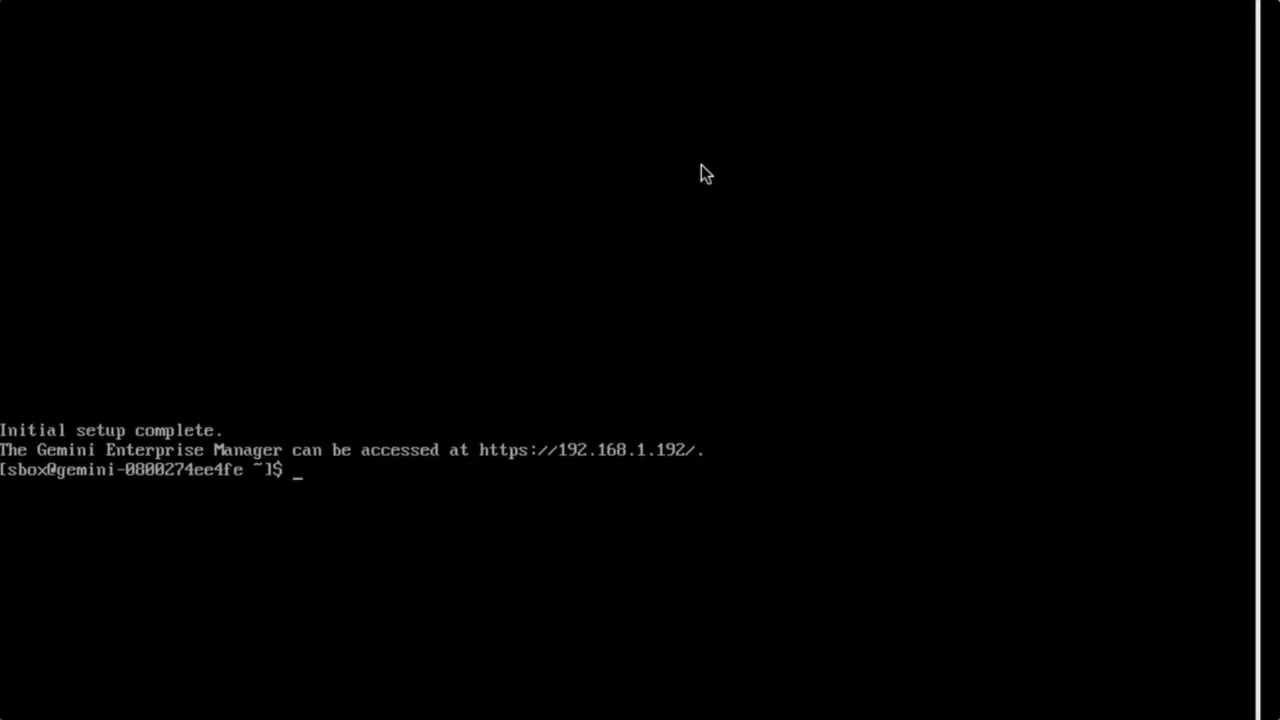 Initial setup complete.
The Gemini Enterprise Manager can be accessed at https://192.168.1.192/.
[sbox@gemini-0800274ee4fe ~]$ _